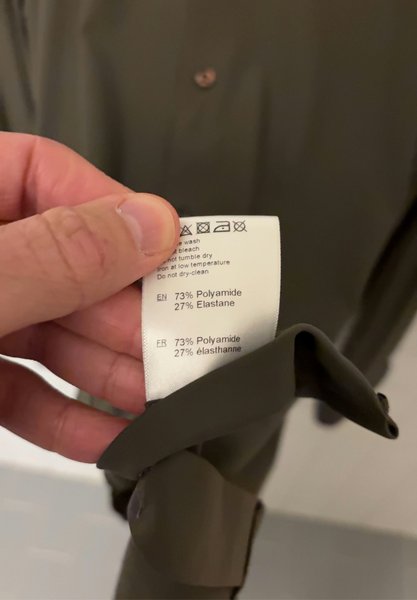 wash
bleach
not tumble dry
Iron at low temperature
Do not dry-clean
EN 73% Polyamide
27% Elastane
FR 73% Polyamide
27% élasthanne